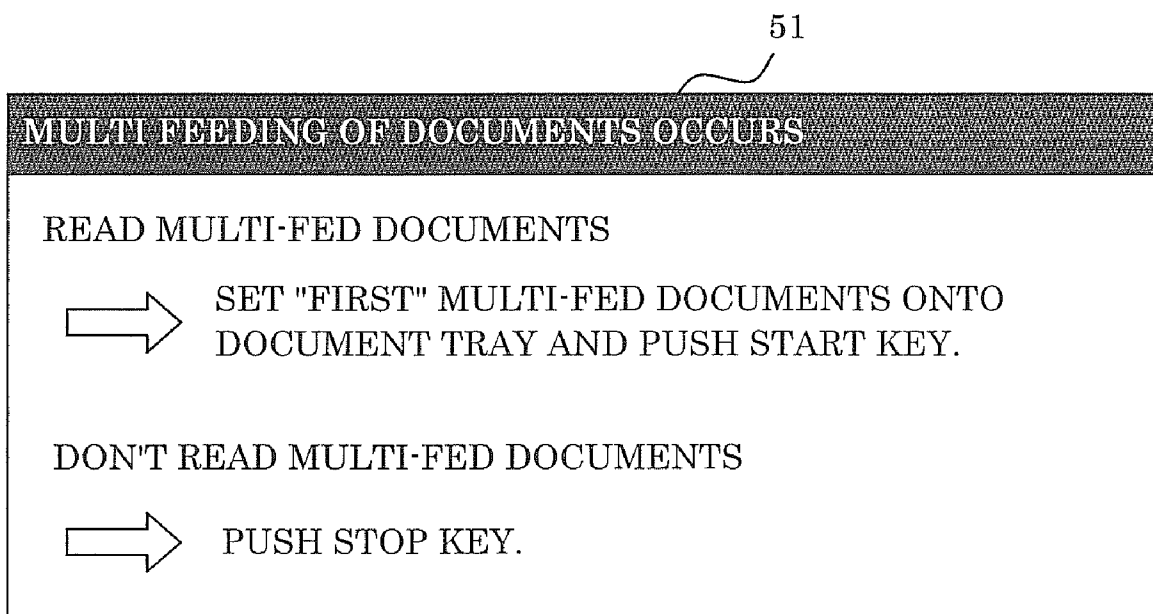 51
MULTI FEEDING OF DOCUMENTS OCCURS
READ MULTI-FED DOCUMENTS
SET "FIRST" MULTI-FED DOCUMENTS ONTO
DOCUMENT TRAY AND PUSH START KEY.
DON'T READ MULTI-FED DOCUMENTS
PUSH STOP KEY.